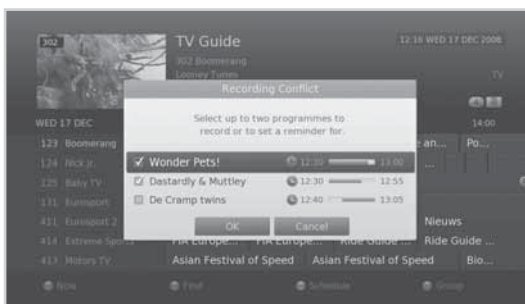 302 TV Guide 12:16 WED 17 DEC 2008
302 Boomerang
Looney Tunes TV
Recording Conflict
Select up to two programmes to
record or to set a reminder for.
WED 17 DEC 14:00
123 Boomerang e an... Po...
124 Nick Jr. Wonder Pets! 12:30 13:00 ...
125 Baby TV Dastardly & Muttley 12:30 12:55
131 Eurosport De Cramp twins 12:40 13:05
411 Eurosport 2 OK Cancel Nieuws
414 Extreme Sports FIA Europe... FIA Europe... Ride Guide ... Ride Guide ...
413 Motors TV Asian Festival of Speed Asian Festival of Speed Bio...
Now Find Schedule Group